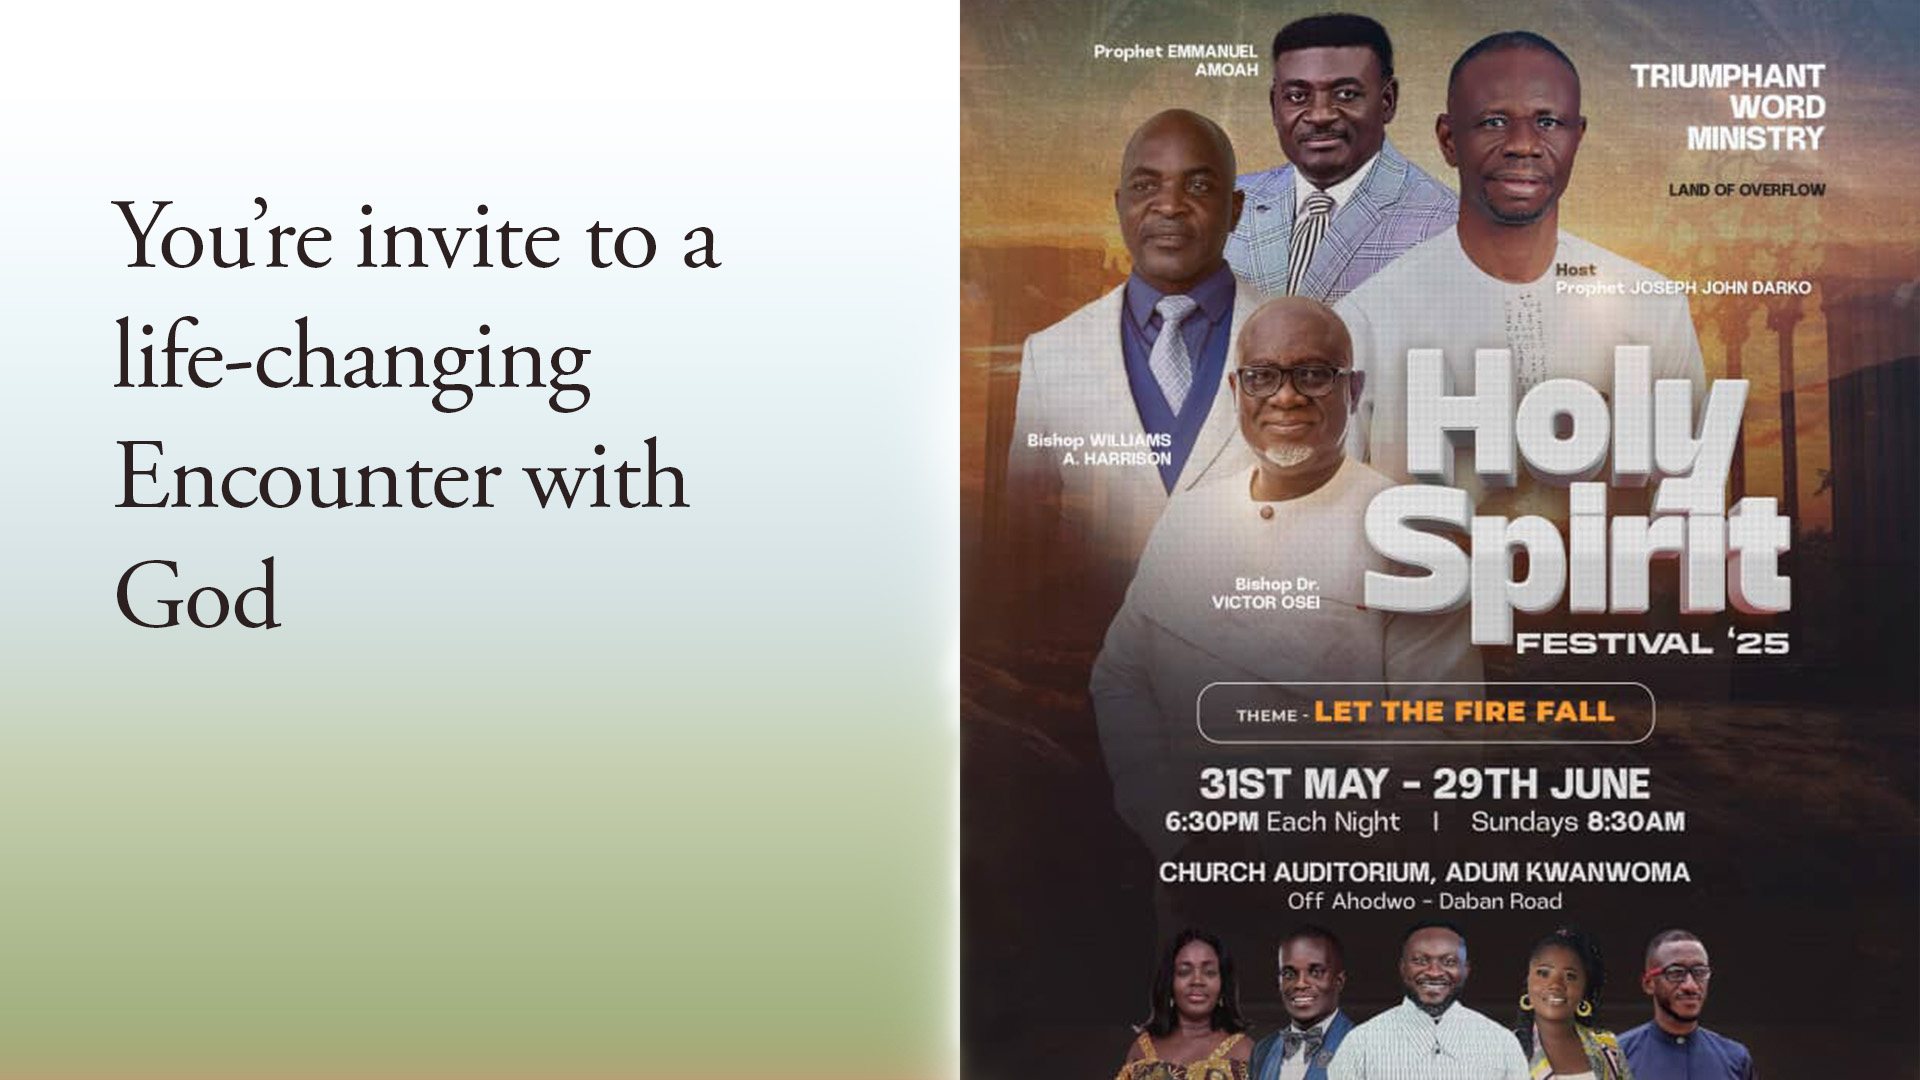 You’re invite to a
life-changing
Encounter with
God
Prophet EMMANUEL
AMOAH
TRIUMPHANT
WORD
MINISTRY
LAND OF OVERFLOW
Host
Prophet JOSEPH JOHN DARKO
Bishop WILLIAMS
A. HARRISON
Bishop Dr.
VICTOR OSEI
Holy
Spirit
FESTIVAL ‘25
THEME - LET THE FIRE FALL
31ST MAY - 29TH JUNE
6:30PM Each Night | Sundays 8:30AM
CHURCH AUDITORIUM, ADUM KWANWOMA
Off Ahodwo - Daban Road